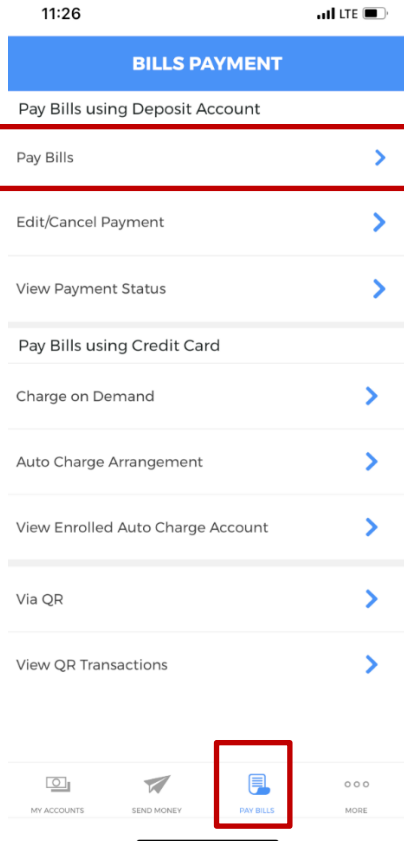 11:26
LTE
BILLS PAYMENT
Pay Bills using Deposit Account
Pay Bills
Edit/Cancel Payment
View Payment Status
Pay Bills using Credit Card
Charge on Demand
Auto Charge Arrangement
View Enrolled Auto Charge Account
Via QR
View QR Transactions
MY ACCOUNTS
SEND MONEY
PAY BILLS
MORE